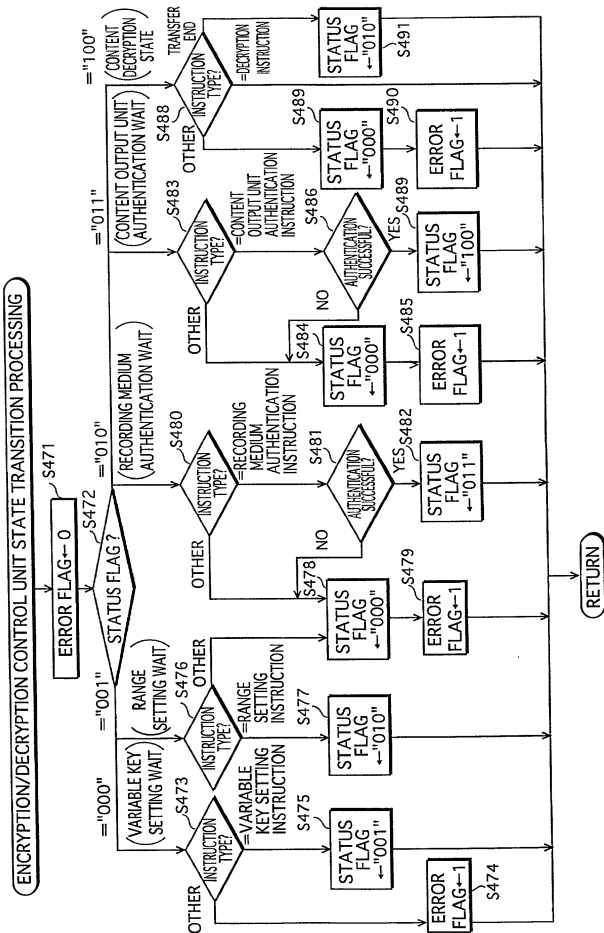 ENCRYPTION/DECRYPTION CONTROL UNIT STATE TRANSITION PROCESSING
S471
ERROR FLAG← 0
S472
STATUS FLAG ?
="000"
(VARIABLE KEY
SETTING WAIT)
S473
INSTRUCTION
TYPE?
OTHER
=VARIABLE
KEY SETTING
INSTRUCTION
S475
STATUS
FLAG
←"001"
ERROR
FLAG←1
S474
="001"
(RANGE
SETTING WAIT)
S476
INSTRUCTION
TYPE?
OTHER
=RANGE
SETTING
INSTRUCTION
S477
STATUS
FLAG
←"010"
="010"
(RECORDING MEDIUM
AUTHENTICATION WAIT)
S480
INSTRUCTION
TYPE?
OTHER
=RECORDING
MEDIUM
AUTHENTICATION
INSTRUCTION
S481
AUTHENTICATION
SUCCESSFUL?
NO
YES
S478
STATUS
FLAG
←"000"
S479
ERROR
FLAG←1
S482
STATUS
FLAG
←"011"
="011"
(CONTENT OUTPUT UNIT
AUTHENTICATION WAIT)
S483
INSTRUCTION
TYPE?
OTHER
=CONTENT
OUTPUT UNIT
AUTHENTICATION
INSTRUCTION
S486
AUTHENTICATION
SUCCESSFUL?
NO
YES
S484
STATUS
FLAG
←"000"
S485
ERROR
FLAG←1
S489
STATUS
FLAG
←"100"
="100"
(CONTENT
DECRYPTION
STATE)
S488
INSTRUCTION
TYPE?
OTHER
TRANSFER
END
=DECRYPTION
INSTRUCTION
S489
STATUS
FLAG
←"000"
S490
ERROR
FLAG←1
STATUS
FLAG
←"010"
S491
RETURN